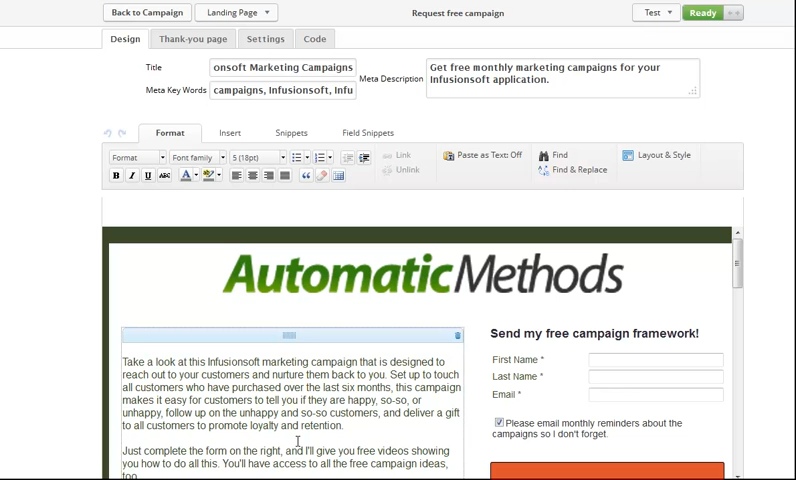 Back to Campaign Landing Page Request free campaign Test Ready
Design Thank-you page Settings Code
Title onsoft Marketing Campaigns Meta Description Get free monthly marketing campaigns for your
Infusionsoft application.
Meta Key Words campaigns, Infusionsoft, Infu
Format Insert Snippets Field Snippets
Format Font family 5 (18pt) Link Paste as Text: Off Find Layout & Style
B I U ABC A Unlink Find & Replace
AutomaticMethods
Take a look at this Infusionsoft marketing campaign that is designed to
reach out to your customers and nurture them back to you. Set up to touch
all customers who have purchased over the last six months, this campaign
makes it easy for customers to tell you if they are happy, so-so, or
unhappy, follow up on the unhappy and so-so customers, and deliver a gift
to all customers to promote loyalty and retention.
Just complete the form on the right, and I'll give you free videos showing
you how to do all this. You'll have access to all the free campaign ideas,
too.
Send my free campaign framework!
First Name *
Last Name *
Email *
Please email monthly reminders about the
campaigns so I don't forget.